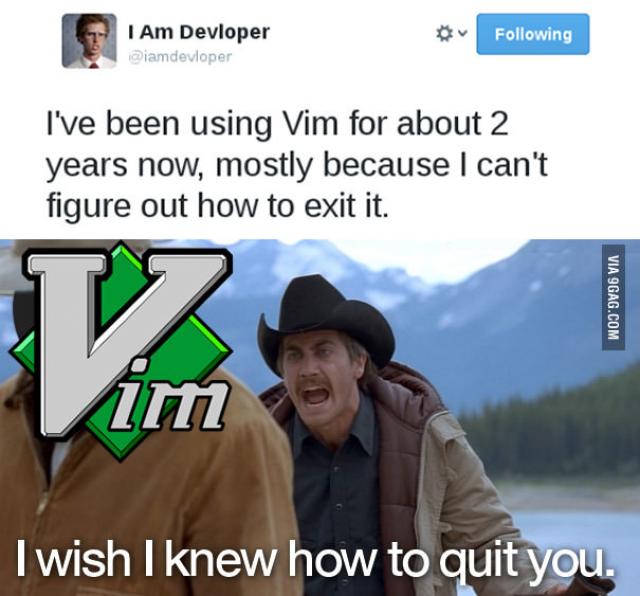 I Am Devloper
@iamdevloper
Following
I've been using Vim for about 2
years now, mostly because I can't
figure out how to exit it.
VIA 9GAG.COM
Vim
I wish I knew how to quit you.